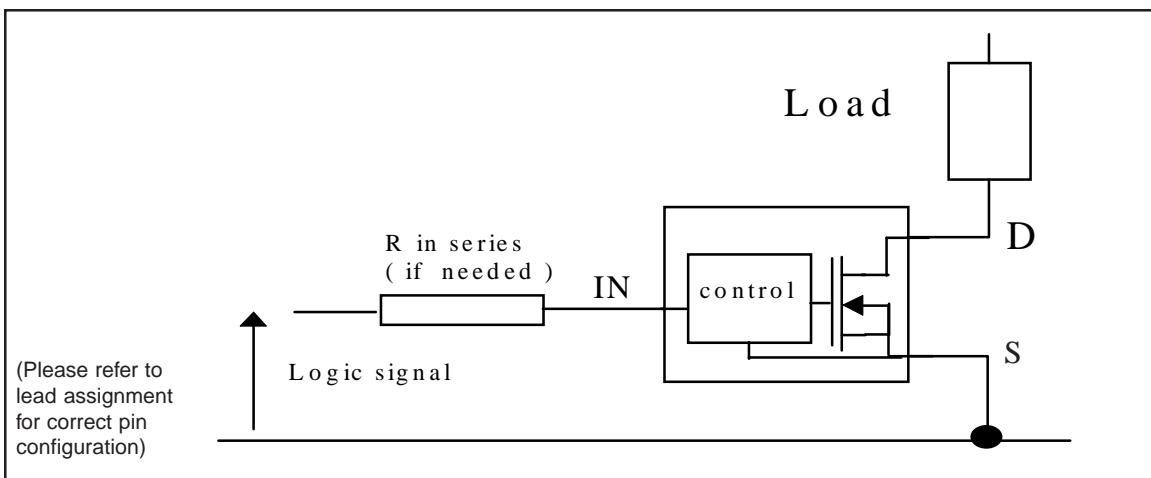 Load
D
R in series
( if needed )
IN
control
S
Logic signal
(Please refer to
lead assignment
for correct pin
configuration)